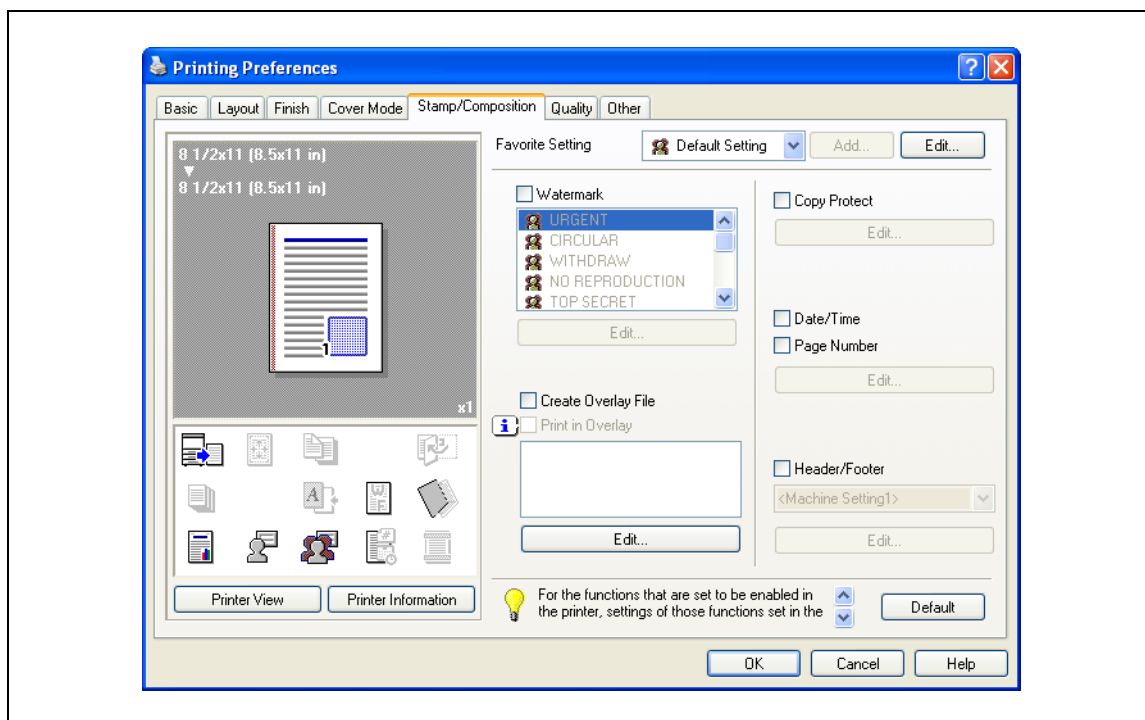 Printing Preferences
Basic
Layout
Finish
Cover Mode
Stamp/Composition
Quality
Other
8 1/2x11 (8.5x11 in)
8 1/2x11 (8.5x11 in)
1
x1
Printer View
Printer Information
Favorite Setting
Default Setting
Add...
Edit...
Watermark
URGENT
CIRCULAR
WITHDRAW
NO REPRODUCTION
TOP SECRET
Edit...
Create Overlay File
Print in Overlay
Edit...
Copy Protect
Edit...
Date/Time
Page Number
Edit...
Header/Footer
<Machine Setting1>
Edit...
For the functions that are set to be enabled in
the printer, settings of those functions set in the
Default
OK
Cancel
Help